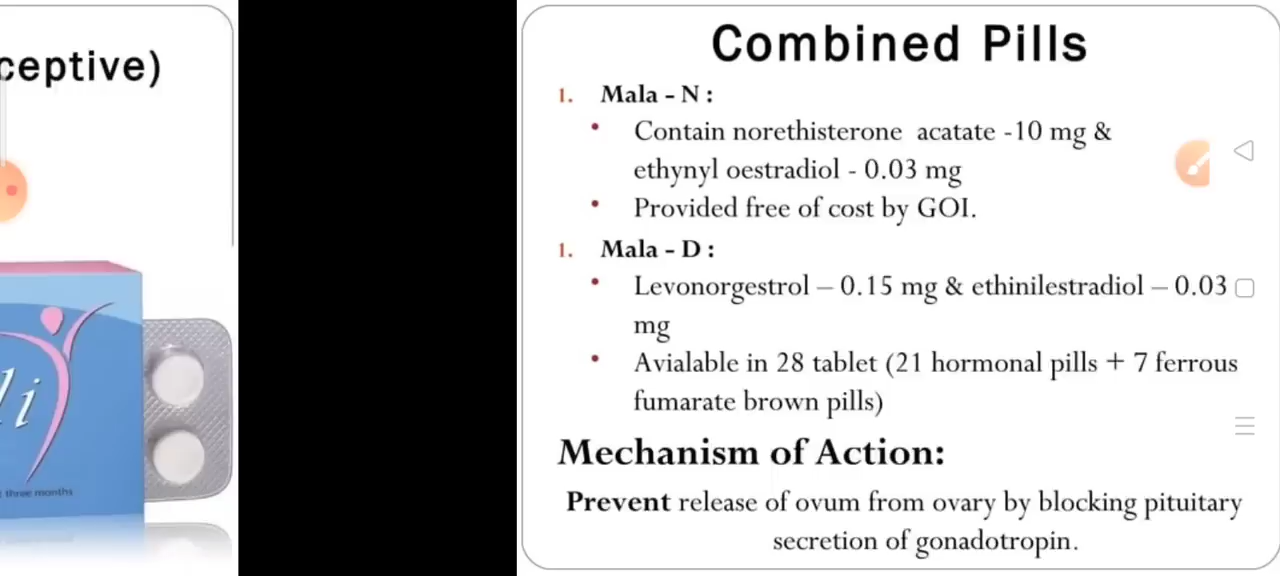 ceptive)
li
three months
Combined Pills
1. Mala - N :
• Contain norethisterone acatate -10 mg &
ethynyl oestradiol - 0.03 mg
• Provided free of cost by GOI.
1. Mala - D :
• Levonorgestrol – 0.15 mg & ethinilestradiol – 0.03
mg
• Avialable in 28 tablet (21 hormonal pills + 7 ferrous
fumarate brown pills)
Mechanism of Action:
Prevent release of ovum from ovary by blocking pituitary
secretion of gonadotropin.